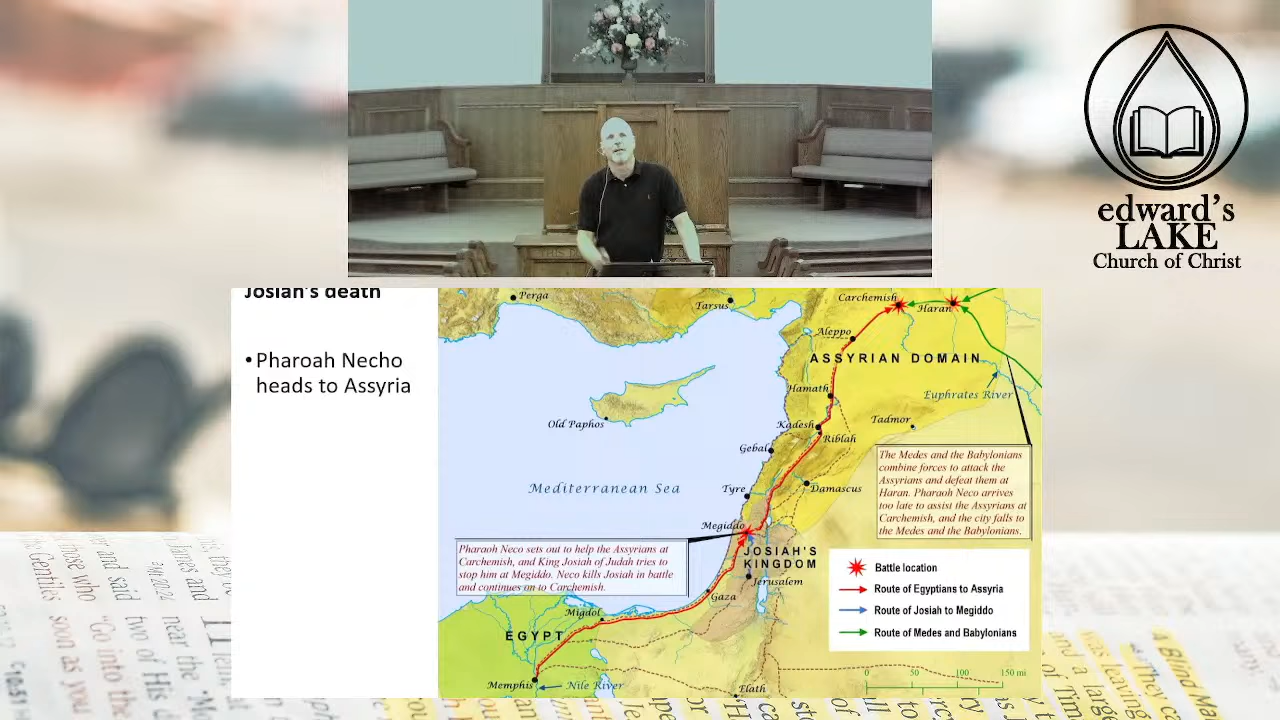 edward's
LAKE
Church of Christ
Josiah's death
• Pharoah Necho
heads to Assyria
Perga
Tarsus
Carchemish
Haran
Aleppo
ASSYRIAN DOMAIN
Hamath
Euphrates River
Old Paphos
Kadesh
Tadmor
Riblah
Gebal
The Medes and the Babylonians
combine forces to attack the
Assyrians and defeat them at
Haran. Pharaoh Neco arrives
too late to assist the Assyrians at
Carchemish, and the city falls to
the Medes and the Babylonians.
Mediterranean Sea
Tyre
Damascus
Megiddo
Pharaoh Neco sets out to help the Assyrians at
Carchemish, and King Josiah of Judah tries to
stop him at Megiddo. Neco kills Josiah in battle
and continues on to Carchemish.
JOSIAH'S
KINGDOM
Jerusalem
Gaza
Battle location
Route of Egyptians to Assyria
Route of Josiah to Megiddo
Route of Medes and Babylonians
Migdol
EGYPT
Memphis
Nile River
Elath
0 50 100 150 mi